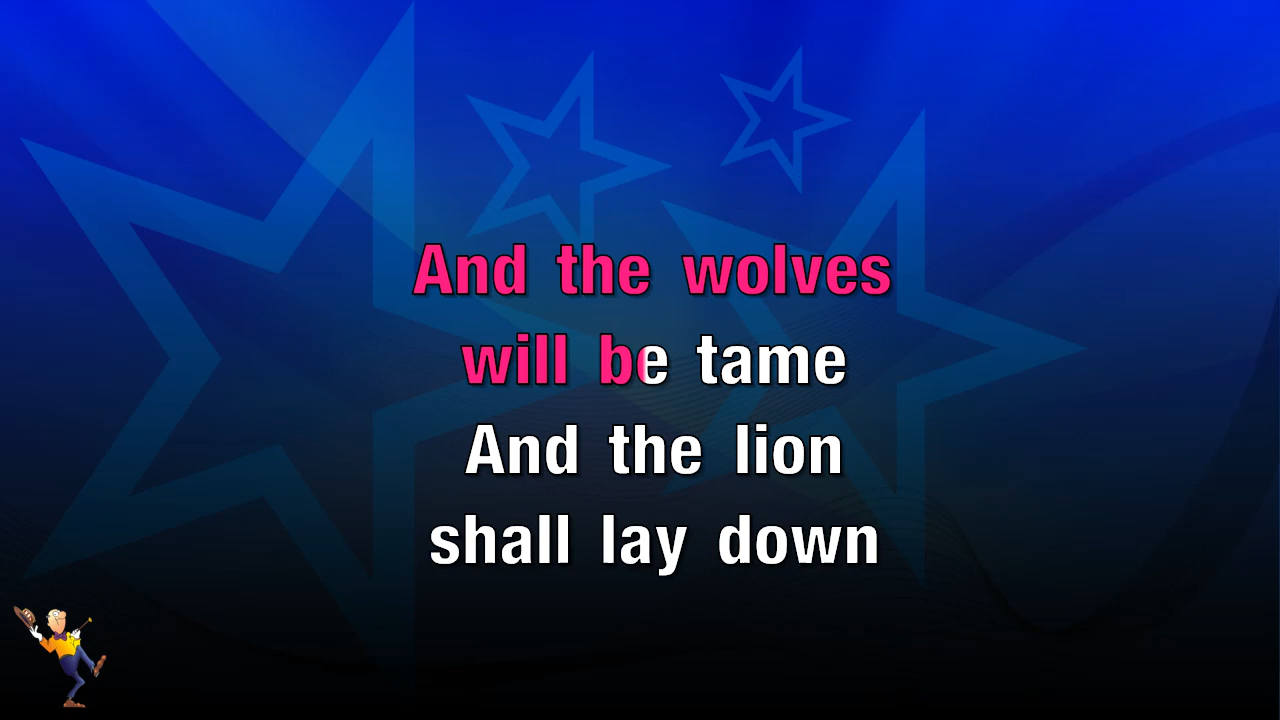 And the wolves
will be tame
And the lion
shall lay down